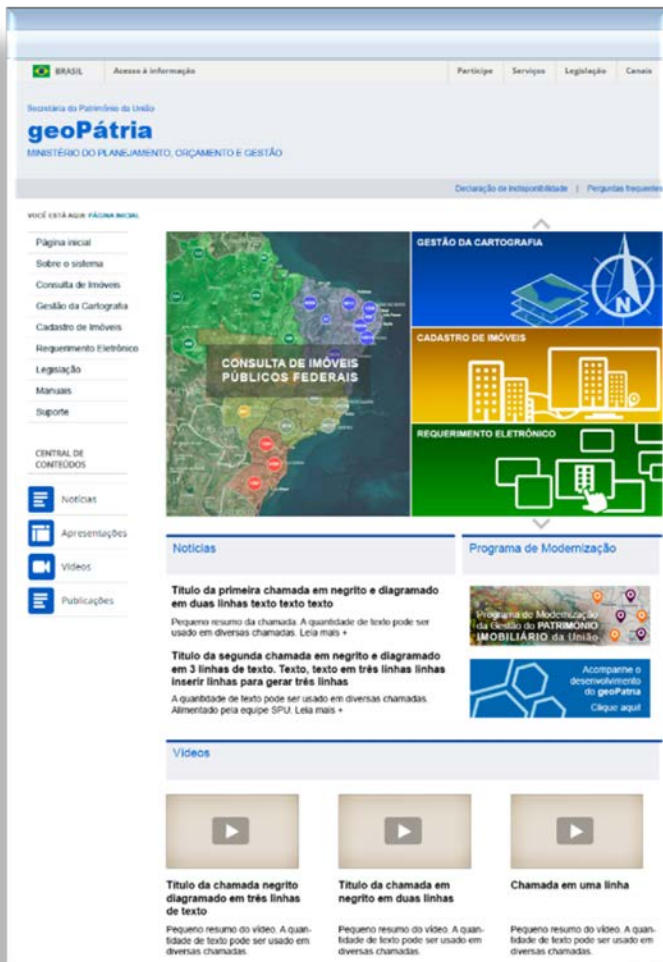 BRASIL
Acesso à informação
Participe
Serviços
Legislação
Canais
Secretaria do Patrimônio da União
geoPátria
MINISTÉRIO DO PLANEJAMENTO, ORÇAMENTO E GESTÃO
Declaração de Indisponibilidade | Perguntas frequentes
VOCÊ ESTÁ AQUI: PÁGINA INICIAL
Página inicial
Sobre o sistema
Consulta de Imóveis
Gestão da Cartografia
Cadastro de Imóveis
Requerimento Eletrônico
Legislação
Manuais
Suporte
CENTRAL DE
CONTEÚDOS
Notícias
Apresentações
Vídeos
Publicações
CONSULTA DE IMÓVEIS
PÚBLICOS FEDERAIS
GESTÃO DA CARTOGRAFIA
N
CADASTRO DE IMÓVEIS
REQUERIMENTO ELETRÔNICO
Notícias
Título da primeira chamada em negrito e diagramado
em duas linhas texto texto texto
Pequeno resumo da chamada. A quantidade de texto pode ser
usado em diversas chamadas. Leia mais +
Título da segunda chamada em negrito e diagramado
em 3 linhas de texto. Texto, texto em três linhas linhas
inserir linhas para gerar três linhas
A quantidade de texto pode ser usado em diversas chamadas.
Alimentado pela equipe SPU. Leia mais +
Programa de Modernização
Programa de Modernização
da Gestão do PATRIMÔNIO
IMOBILIÁRIO da União
Acompanhe o
desenvolvimento
do geoPatria
Clique aqui!
Vídeos
Título da chamada negrito
diagramado em três linhas
de texto
Pequeno resumo do vídeo. A quan-
tidade de texto pode ser usado em
diversas chamadas.
Título da chamada em
negrito em duas linhas
Pequeno resumo do vídeo. A quan-
tidade de texto pode ser usado em
diversas chamadas.
Chamada em uma linha
Pequeno resumo do vídeo. A quan-
tidade de texto pode ser usado em
diversas chamadas.